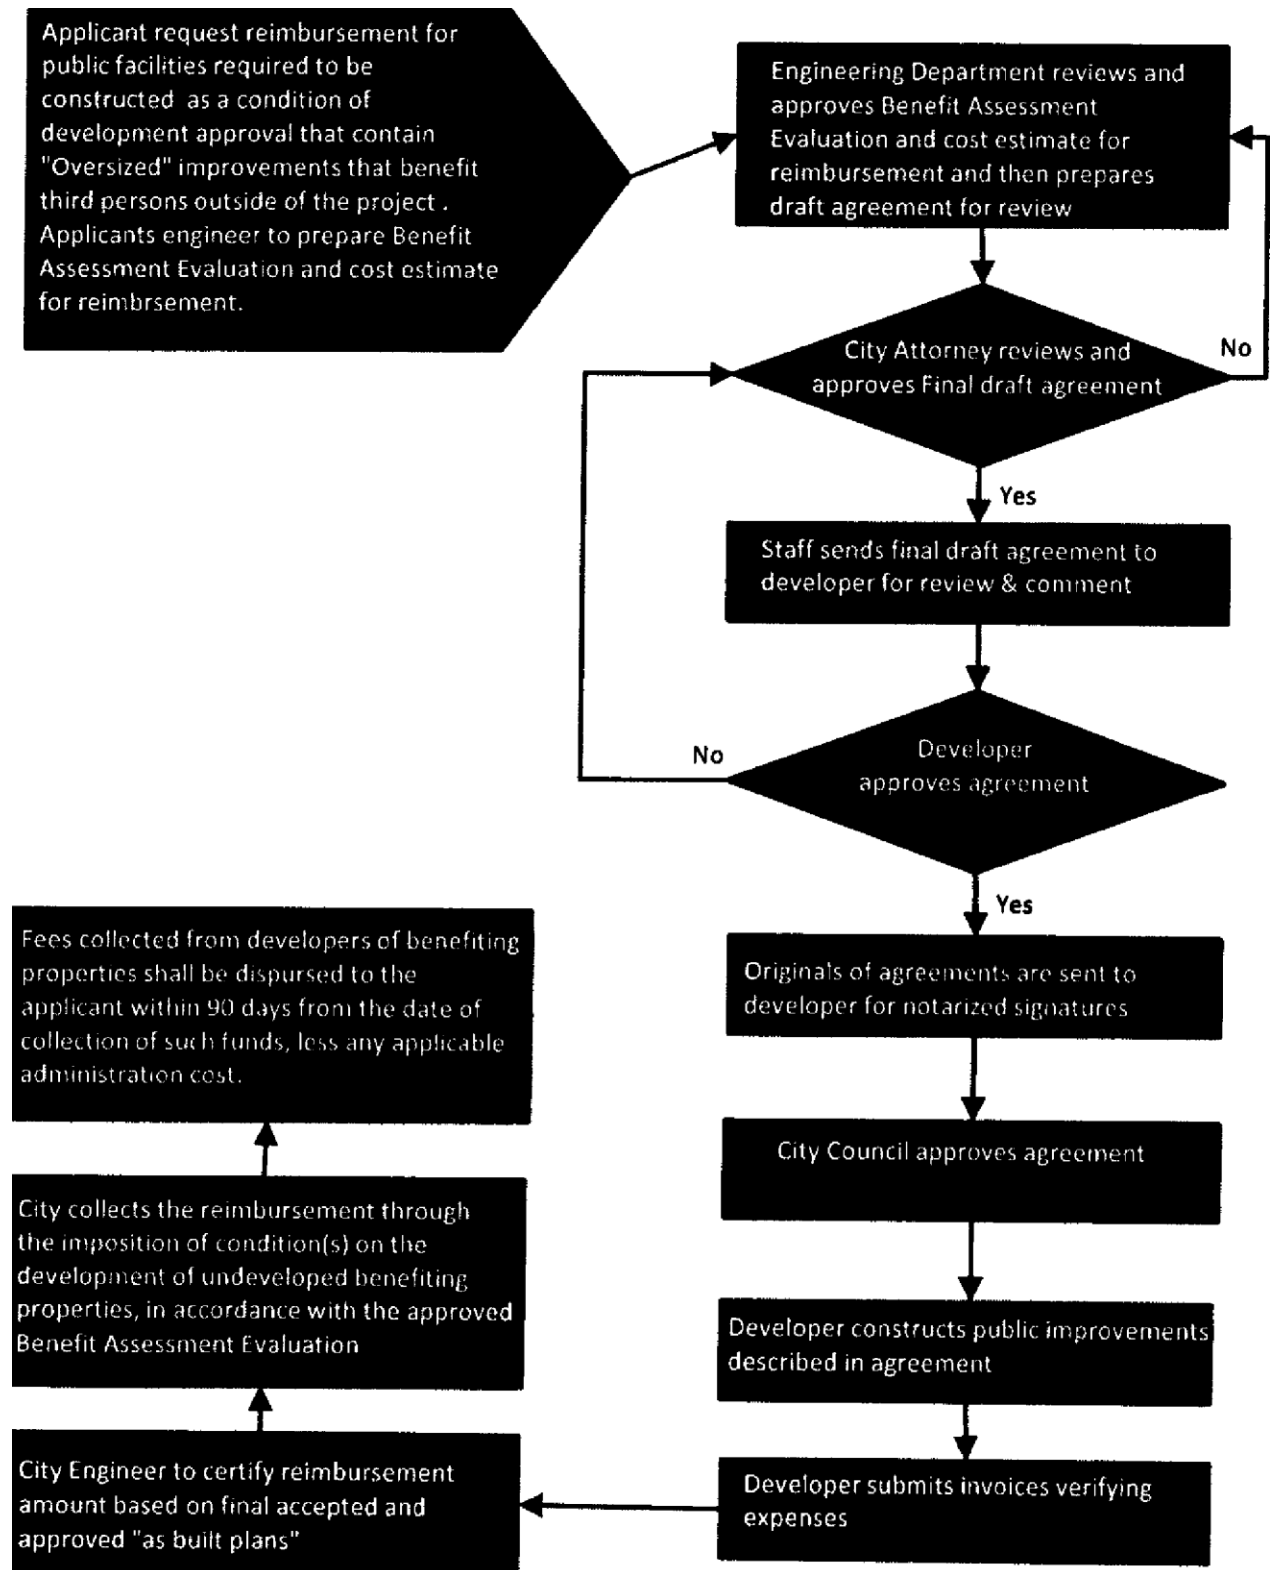 Applicant request reimbursement for
public facilities required to be
constructed as a condition of
development approval that contain
"Oversized" improvements that benefit
third persons outside of the project .
Applicants engineer to prepare Benefit
Assessment Evaluation and cost estimate
for reimbrsement.
Engineering Department reviews and
approves Benefit Assessment
Evaluation and cost estimate for
reimbursement and then prepares
draft agreement for review
City Attorney reviews and
approves Final draft agreement
No
Yes
Staff sends final draft agreement to
developer for review & comment
Developer
approves agreement
No
Yes
Originals of agreements are sent to
developer for notarized signatures
City Council approves agreement
Developer constructs public improvements
described in agreement
Developer submits invoices verifying
expenses
City Engineer to certify reimbursement
amount based on final accepted and
approved "as built plans"
City collects the reimbursement through
the imposition of condition(s) on the
development of undeveloped benefiting
properties, in accordance with the approved
Benefit Assessment Evaluation
Fees collected from developers of benefiting
properties shall be dispursed to the
applicant within 90 days from the date of
collection of such funds, less any applicable
administration cost.